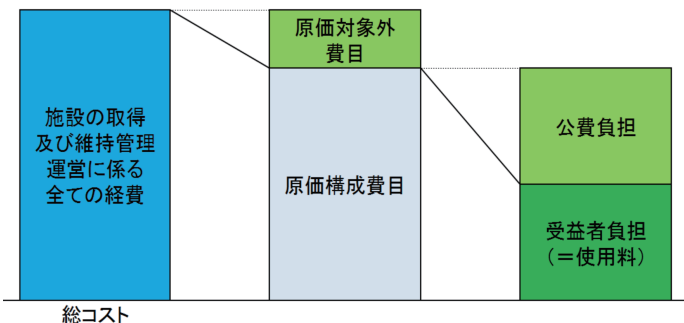 施設の取得
及び維持管理
運営に係る
全ての経費
総コスト
原価対象外
費目
原価構成費目
公費負担
受益者負担
（＝使用料）